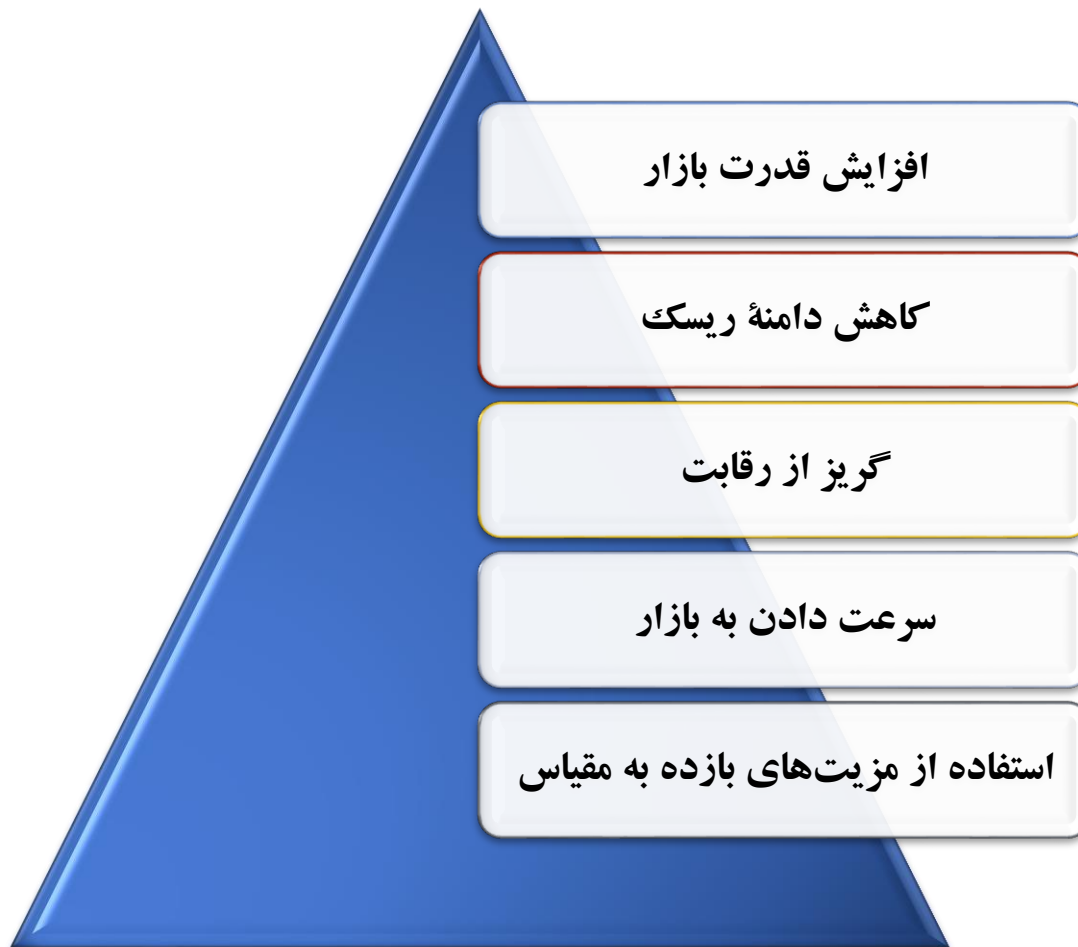 افزایش قدرت بازار
کاهش دامنهٔ ریسک
گریز از رقابت
سرعت دادن به بازار
استفاده از مزیت‌های بازده به مقیاس